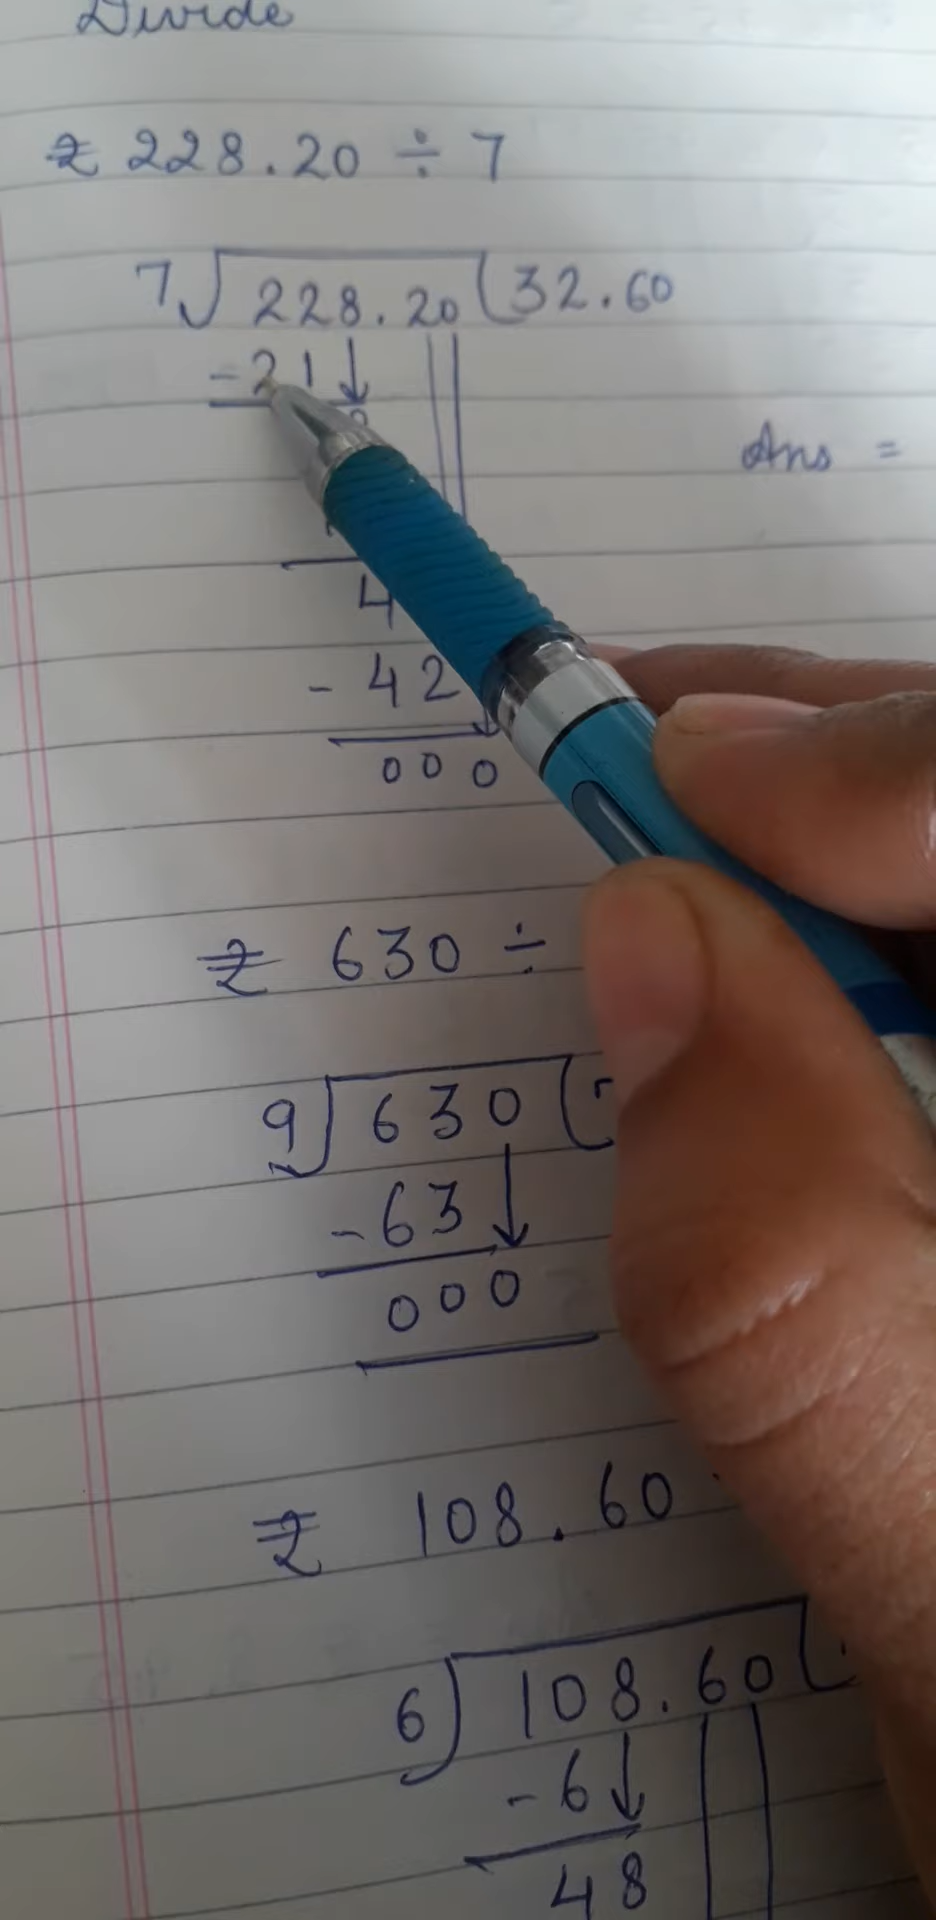 Divide
₹ 228.20 ÷ 7
7 228.20 32.60
-21
Ans =
4
- 42
000
₹ 630 ÷
9 630
-63
000
₹ 108.60
6 108.60
-6
48